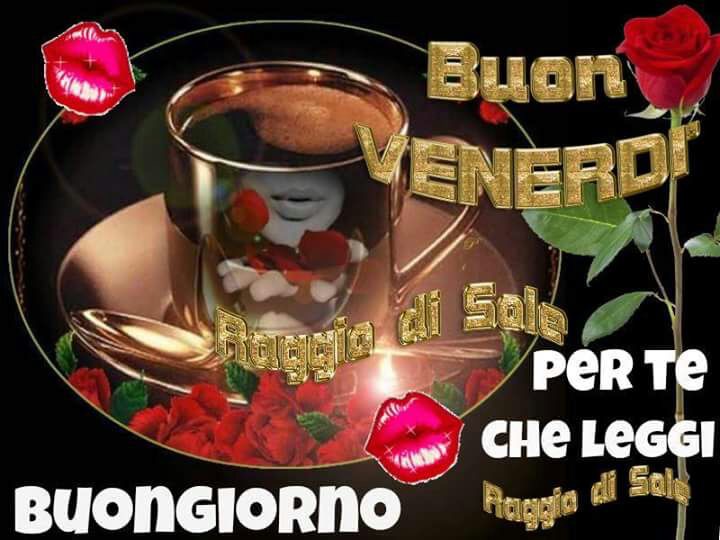 Buon
VENERDI'
Raggio di Sole
PER TE
CHE LEGGI
Raggio di Sole
BUONGIORNO